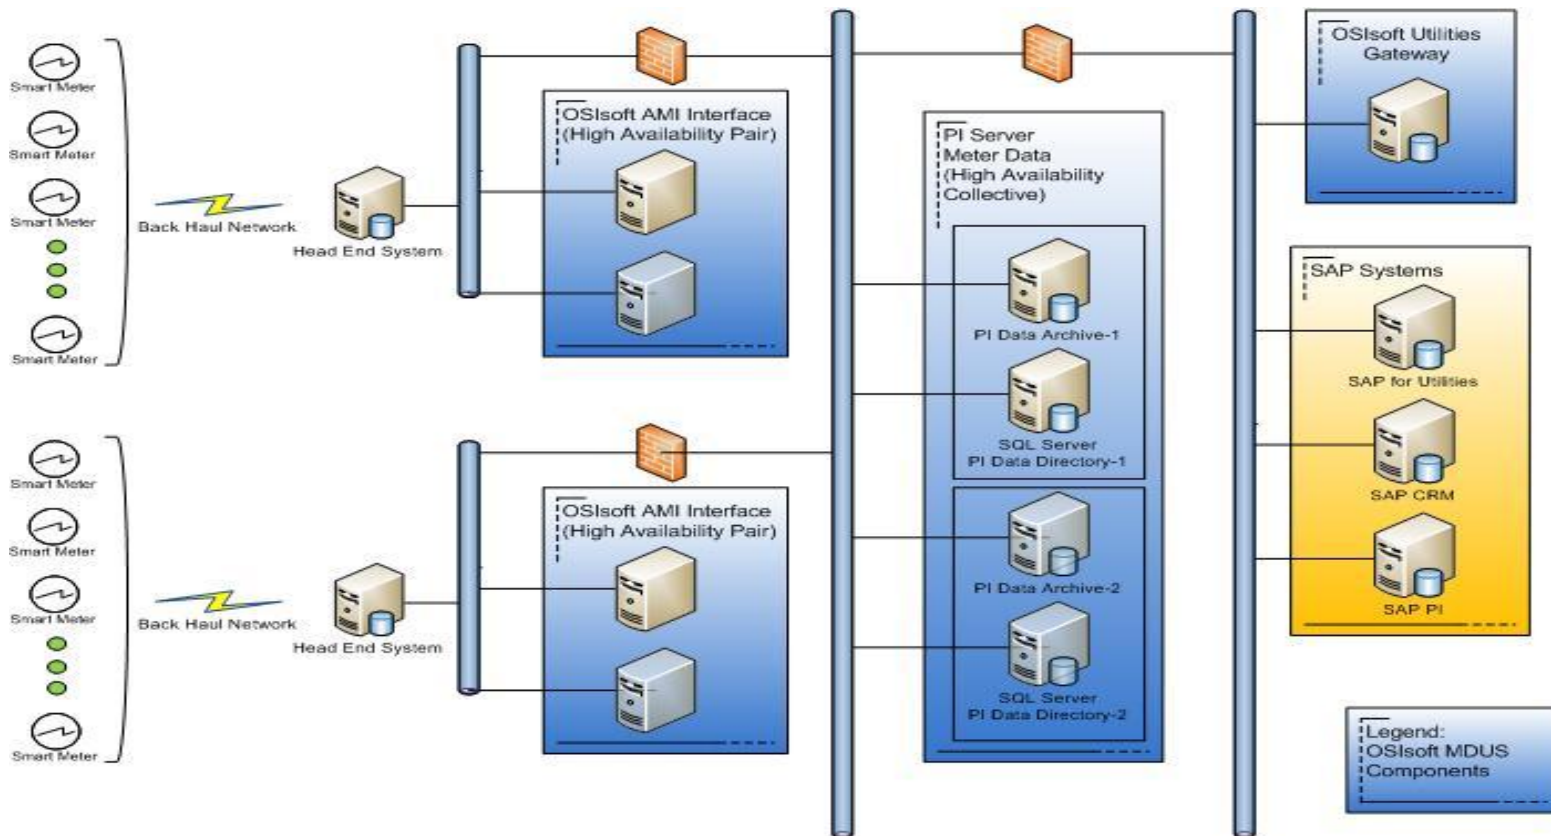 Smart Meter
Smart Meter
Smart Meter
Smart Meter
Back Haul Network
Head End System
OSIsoft AMI Interface
(High Availability Pair)
Smart Meter
Smart Meter
Smart Meter
Smart Meter
Back Haul Network
Head End System
OSIsoft AMI Interface
(High Availability Pair)
PI Server
Meter Data
(High Availability
Collective)
PI Data Archive-1
SQL Server
PI Data Directory-1
PI Data Archive-2
SQL Server
PI Data Directory-2
OSIsoft Utilities
Gateway
SAP Systems
SAP for Utilities
SAP CRM
SAP PI
Legend:
OSIsoft MDUS
Components